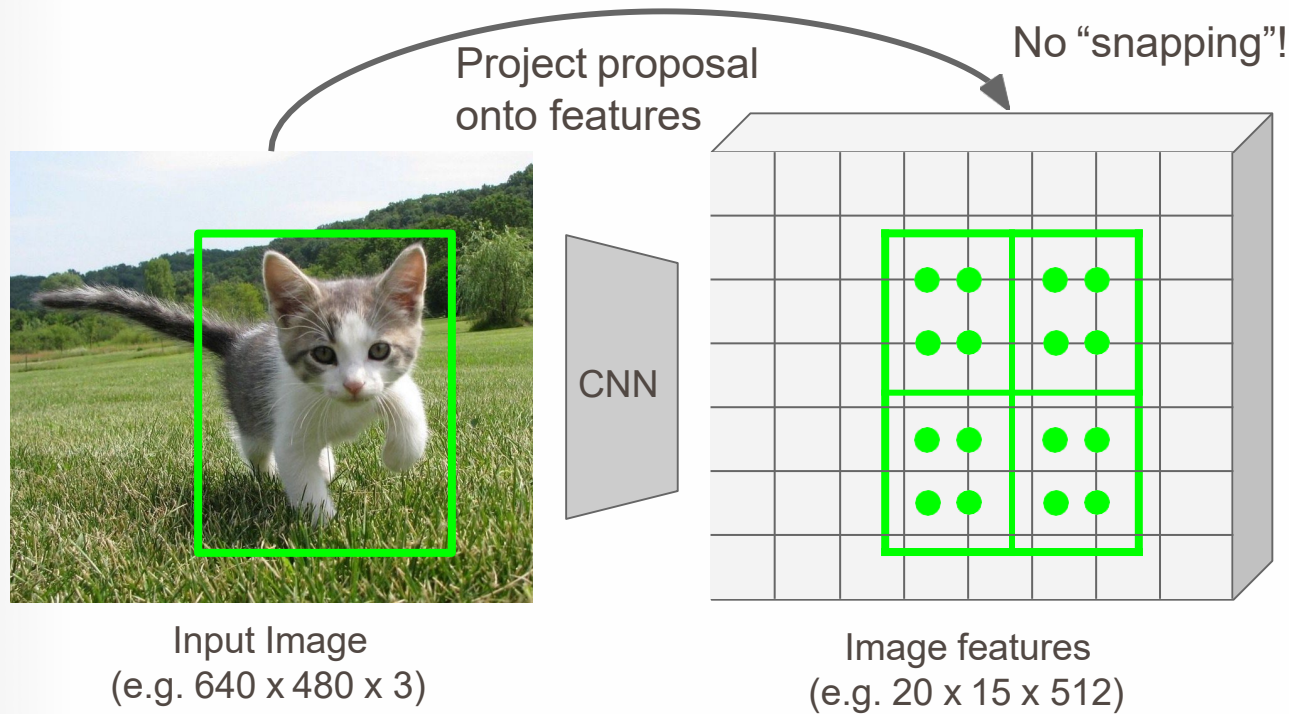 Project proposal
onto features
No “snapping”!
CNN
Input Image
(e.g. 640 x 480 x 3)
Image features
(e.g. 20 x 15 x 512)